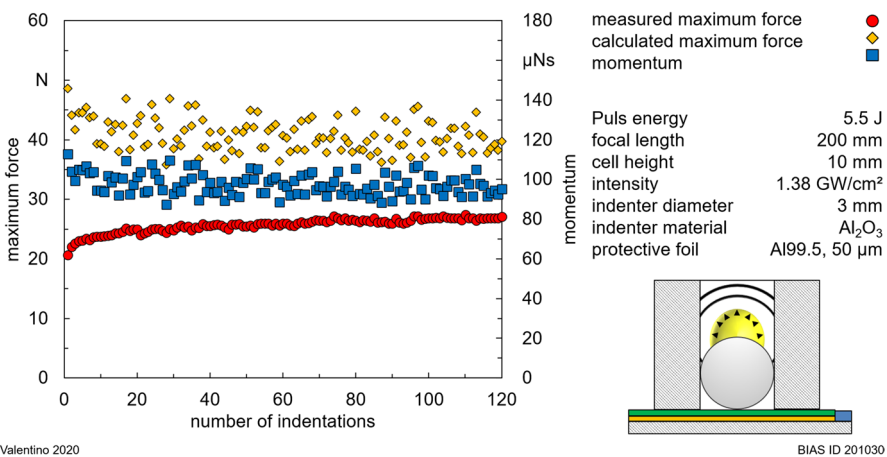 60
50
N
40
30
20
10
0
maximum force
0
20
40
60
80
100
120
number of indentations
180
µNs
140
120
100
80
60
40
20
0
momentum
measured maximum force
calculated maximum force
momentum
Puls energy 5.5 J
focal length 200 mm
cell height 10 mm
intensity 1.38 GW/cm²
indenter diameter 3 mm
indenter material Al₂O₃
protective foil Al99.5, 50 µm
Valentino 2020
BIAS ID 201030